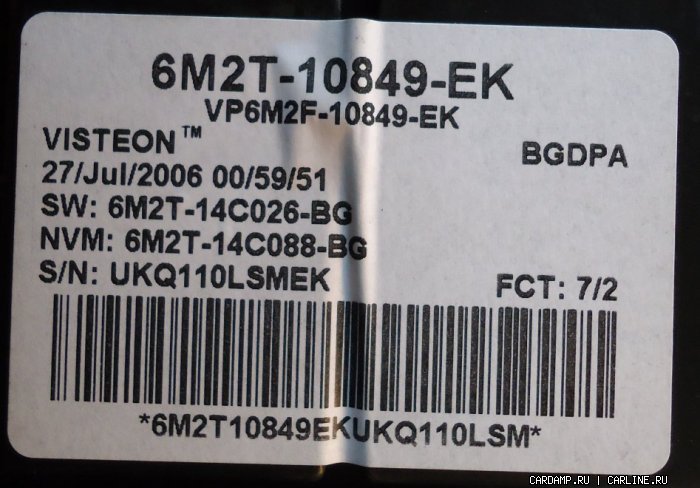 6M2T-10849-EK
VP6M2F-10849-EK
VISTEON™
BGDPA
27/Jul/2006 00/59/51
SW: 6M2T-14C026-BG
NVM: 6M2T-14C088-BG
S/N: UKQ110LSMEK
FCT: 7/2
*6M2T10849EKUKQ110LSM*
CARDAMP.RU | CARLINE.RU